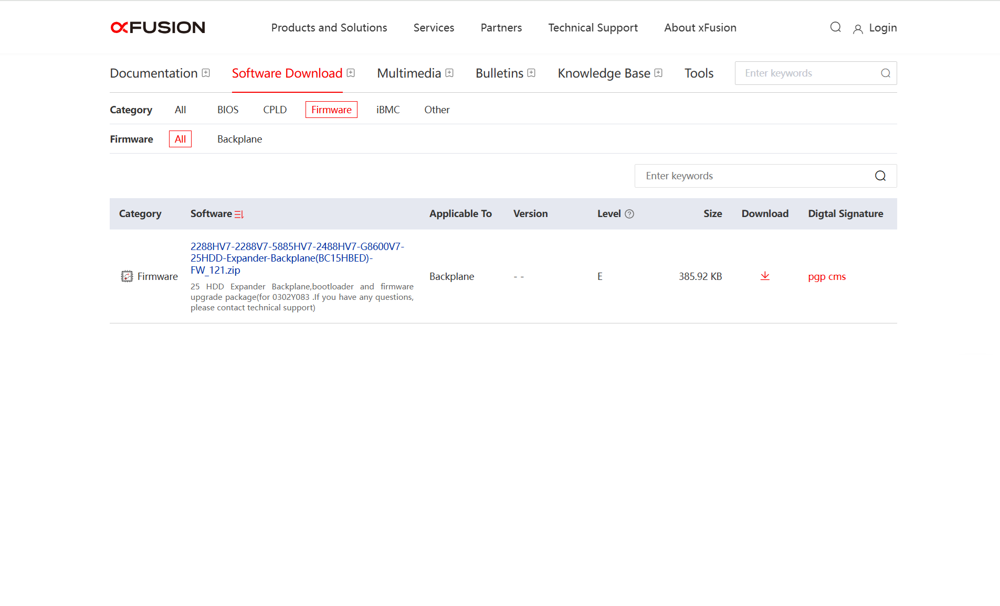 xFUSION
Products and Solutions
Services
Partners
Technical Support
About xFusion
Login
Documentation
Software Download
Multimedia
Bulletins
Knowledge Base
Tools
Enter keywords
Category
All
BIOS
CPLD
Firmware
iBMC
Other
Firmware
All
Backplane
Enter keywords
Category
Software
Applicable To
Version
Level ?
Size
Download
Digtal Signature
Firmware
2288HV7-2288V7-5885HV7-2488HV7-G8600V7-
25HDD-Expander-Backplane(BC15HBED)-
FW_121.zip
25 HDD Expander Backplane,bootloader and firmware
upgrade package(for 0302Y083 .If you have any questions,
please contact technical support)
Backplane
- -
E
385.92 KB
pgp cms